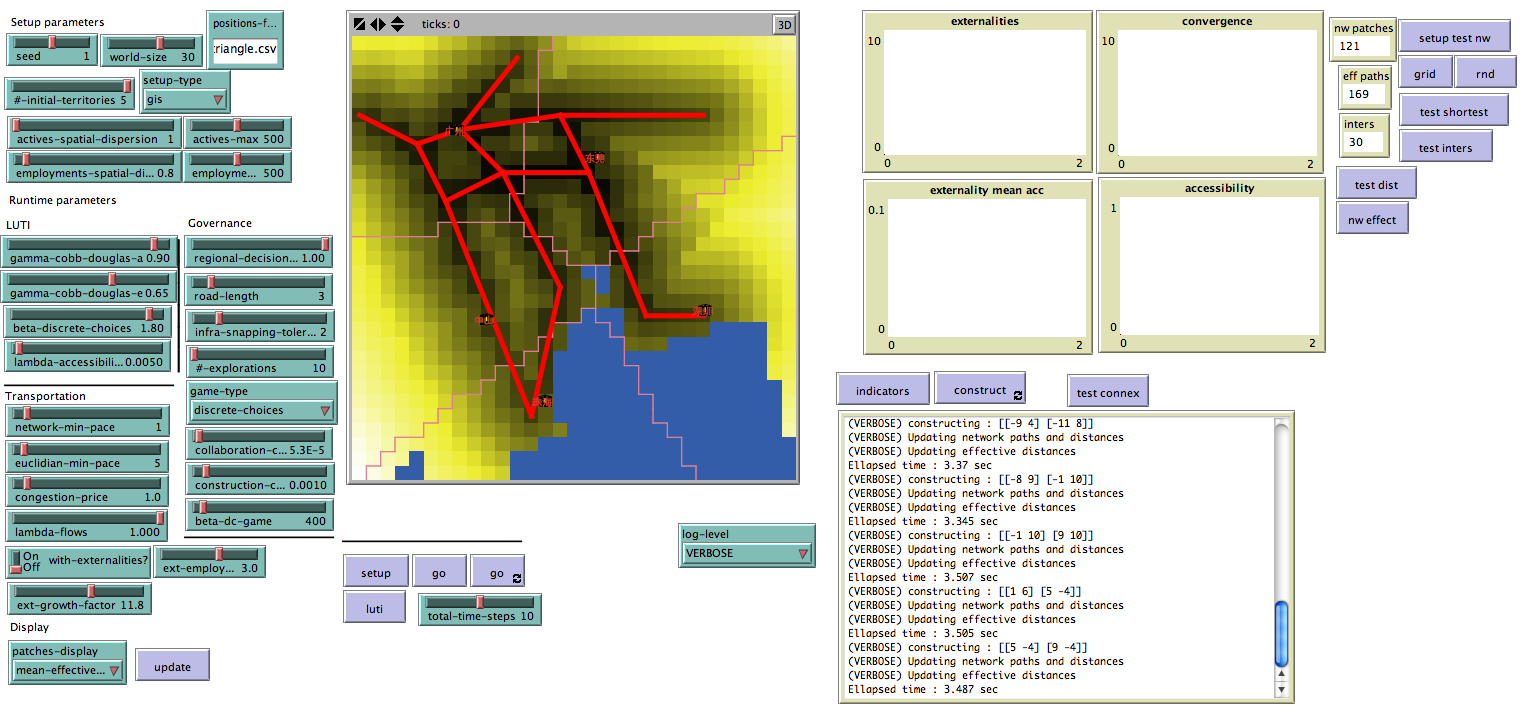 Setup parameters
seed 1
world-size 30
positions-f...
riangle.csv
#-initial-territories 5
setup-type
gis
actives-spatial-dispersion 1
actives-max 500
employments-spatial-di... 0.8
employme... 500
Runtime parameters
LUTI
gamma-cobb-douglas-a 0.90
gamma-cobb-douglas-e 0.65
beta-discrete-choices 1.80
lambda-accessibili... 0.0050
Governance
regional-decision... 1.00
road-length 3
infra-snapping-toler... 2
#-explorations 10
game-type
discrete-choices
collaboration-c... 5.3E-5
construction-c... 0.0010
beta-dc-game 400
Transportation
network-min-pace 1
euclidian-min-pace 5
congestion-price 1.0
lambda-flows 1.000
On
Off
with-externalities?
ext-employ... 3.0
ext-growth-factor 11.8
Display
patches-display
mean-effective...
update
ticks: 0
3D
广州
东莞
setup
go
go
luti
total-time-steps 10
log-level
VERBOSE
externalities
10
0
0
2
convergence
10
0
0
2
externality mean acc
0.1
0
0
2
accessibility
1
0
0
2
nw patches
121
eff paths
169
inters
30
setup test nw
grid
rnd
test shortest
test inters
test dist
nw effect
indicators
construct
test connex
(VERBOSE) constructing : [[-9 4] [-11 8]]
(VERBOSE) Updating network paths and distances
(VERBOSE) Updating effective distances
Ellapsed time : 3.37 sec
(VERBOSE) constructing : [[-8 9] [-1 10]]
(VERBOSE) Updating network paths and distances
(VERBOSE) Updating effective distances
Ellapsed time : 3.345 sec
(VERBOSE) constructing : [[-1 10] [9 10]]
(VERBOSE) Updating network paths and distances
(VERBOSE) Updating effective distances
Ellapsed time : 3.507 sec
(VERBOSE) constructing : [[1 6] [5 -4]]
(VERBOSE) Updating network paths and distances
(VERBOSE) Updating effective distances
Ellapsed time : 3.505 sec
(VERBOSE) constructing : [[5 -4] [9 -4]]
(VERBOSE) Updating network paths and distances
(VERBOSE) Updating effective distances
Ellapsed time : 3.487 sec